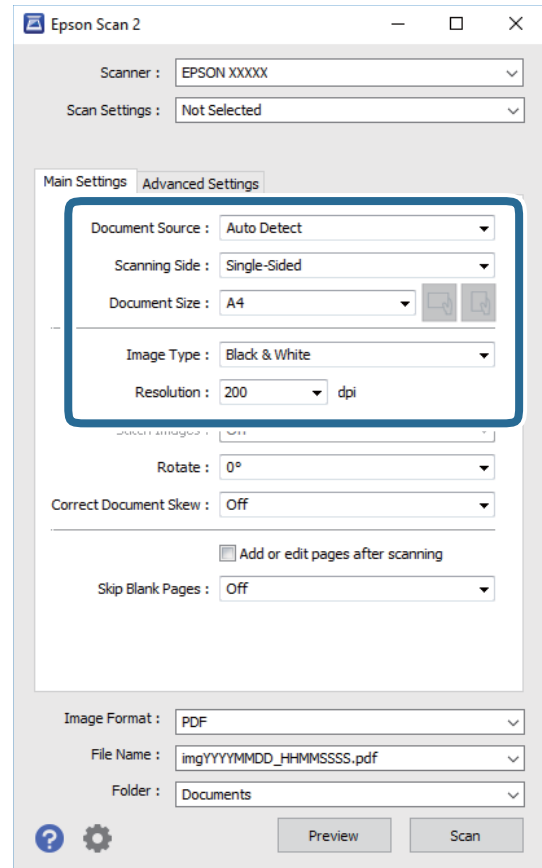 Epson Scan 2
Scanner : EPSON XXXXX
Scan Settings : Not Selected
Main Settings Advanced Settings
Document Source : Auto Detect
Scanning Side : Single-Sided
Document Size : A4
Image Type : Black & White
Resolution : 200 dpi
Stitch Images : Off
Rotate : 0°
Correct Document Skew : Off
Add or edit pages after scanning
Skip Blank Pages : Off
Image Format : PDF
File Name : imgYYYYMMDD_HHMMSSSS.pdf
Folder : Documents
? Preview Scan